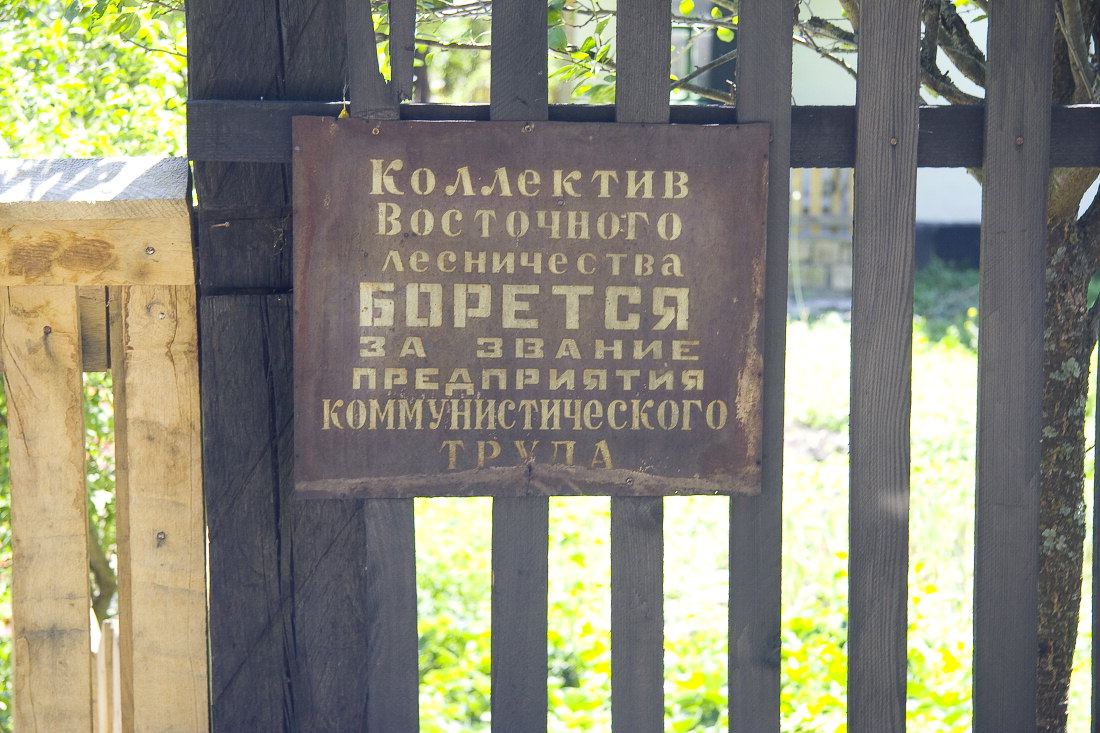 Коллектив
Восточного
лесничества
БОРЕТСЯ
ЗА ЗВАНИЕ
ПРЕДПРИЯТИЯ
КОММУНИСТИЧЕСКОГО
ТРУДА